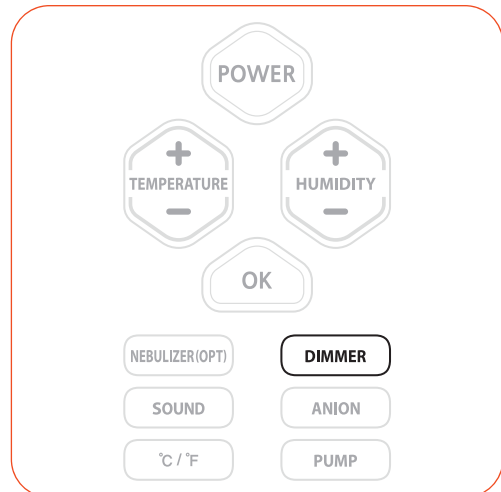 POWER
+ +
TEMPERATURE HUMIDITY
− −
OK
NEBULIZER(OPT) DIMMER
SOUND ANION
℃ / ℉ PUMP